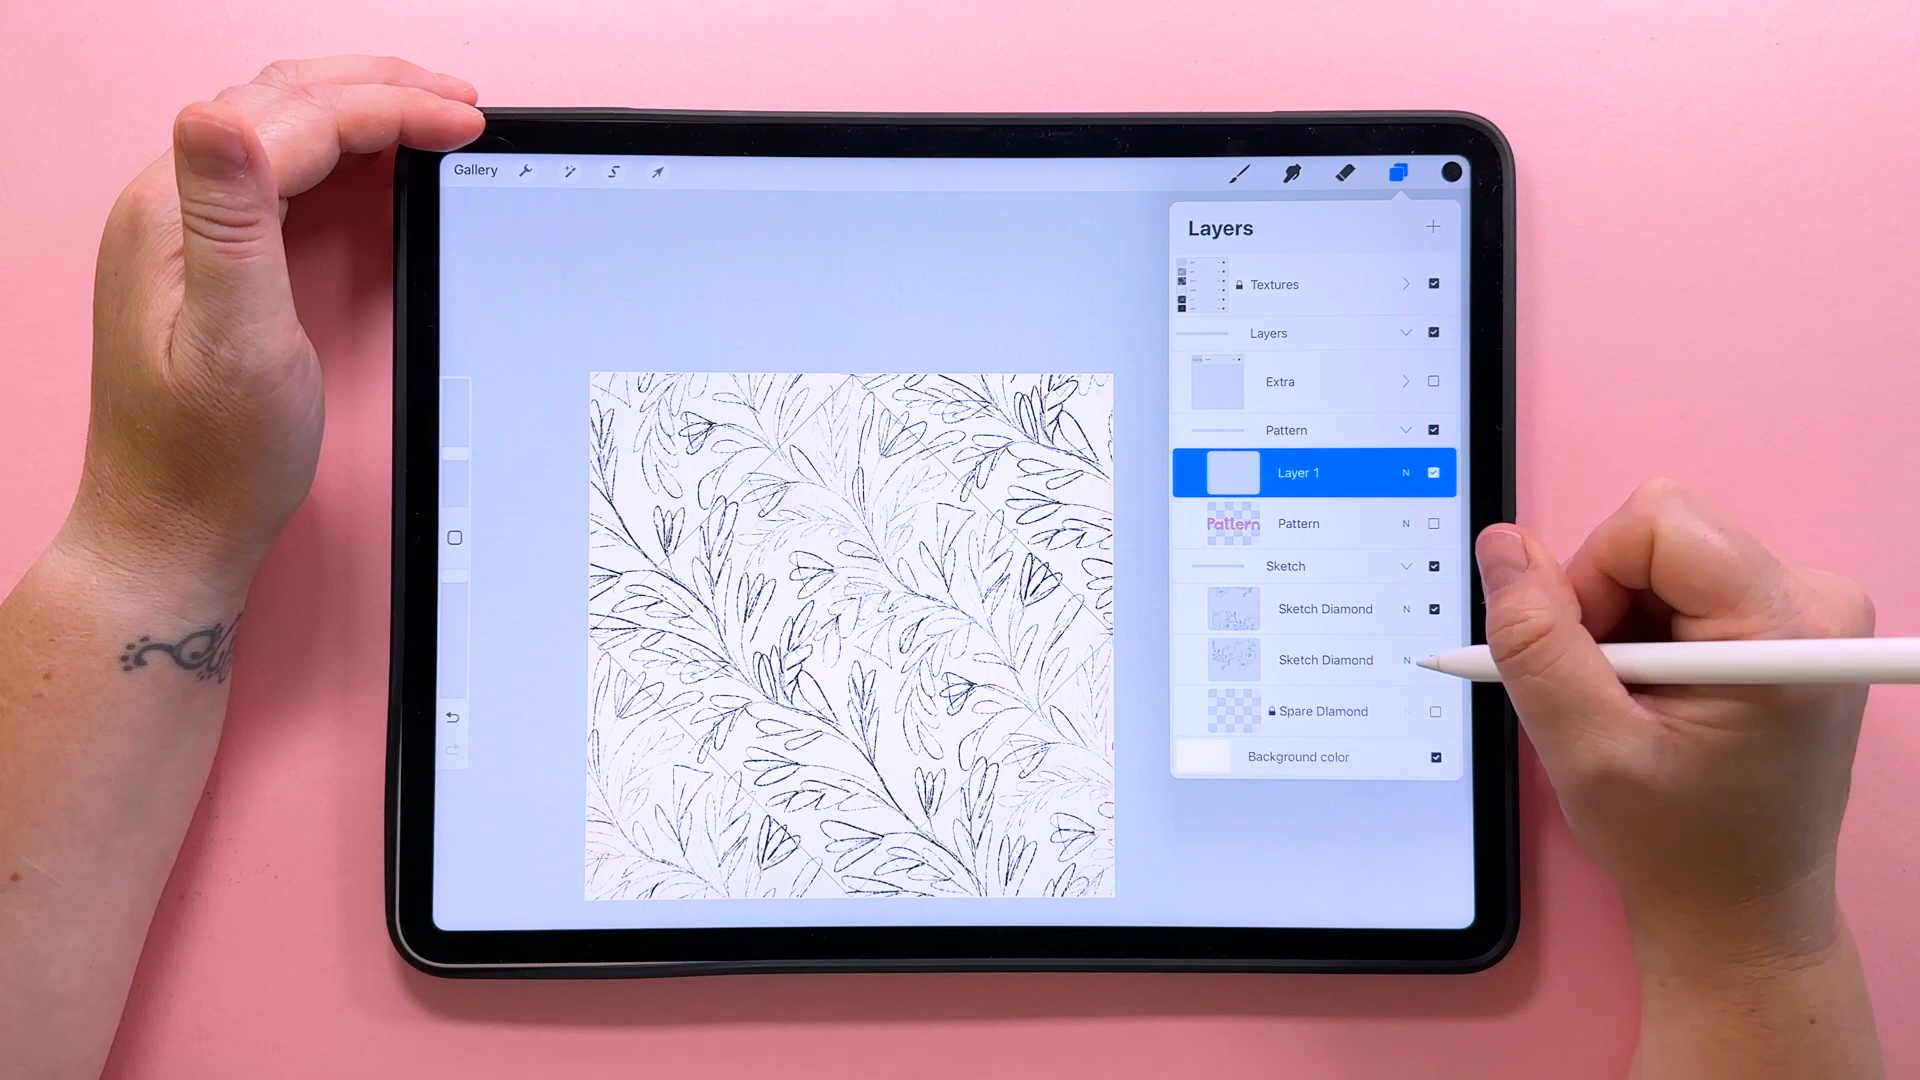 Gallery
Layers
Textures
Layers
Extra
Pattern
Layer 1 N
Pattern Pattern N
Sketch
Sketch Diamond N
Sketch Diamond N
Spare DIamond N
Background color